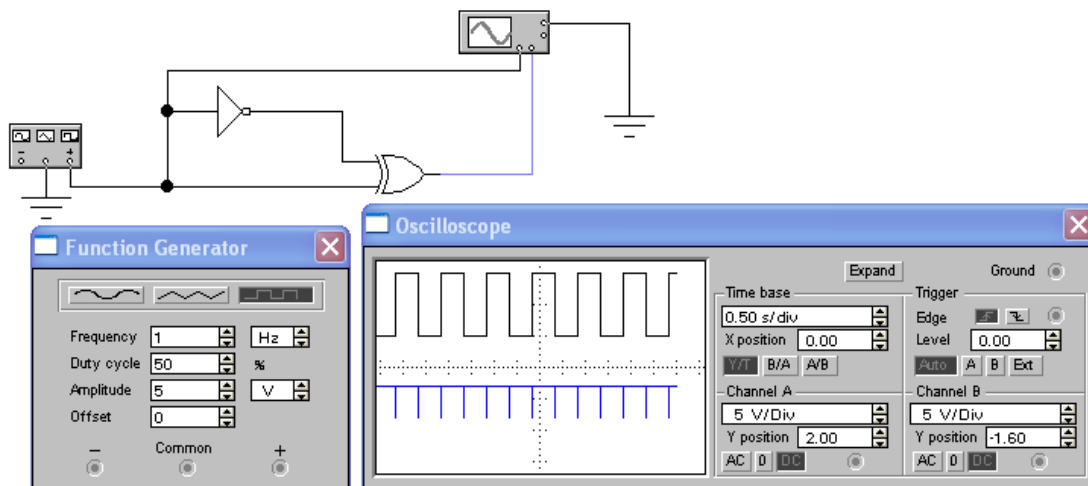 − +
Function Generator
Frequency 1 Hz
Duty cycle 50 %
Amplitude 5 V
Offset 0
− Common +
Oscilloscope
Expand Ground
Time base
0.50 s/div
X position 0.00
Y/T B/A A/B
Trigger
Edge
Level 0.00
Auto A B Ext
Channel A
5 V/Div
Y position 2.00
AC 0 DC
Channel B
5 V/Div
Y position -1.60
AC 0 DC